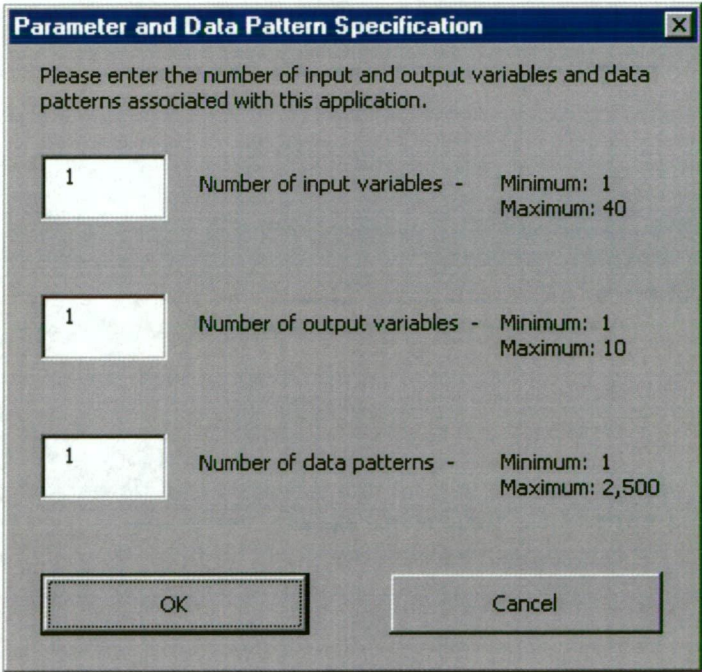 Parameter and Data Pattern Specification
Please enter the number of input and output variables and data
patterns associated with this application.
1
Number of input variables -
Minimum: 1
Maximum: 40
1
Number of output variables -
Minimum: 1
Maximum: 10
1
Number of data patterns -
Minimum: 1
Maximum: 2,500
OK
Cancel